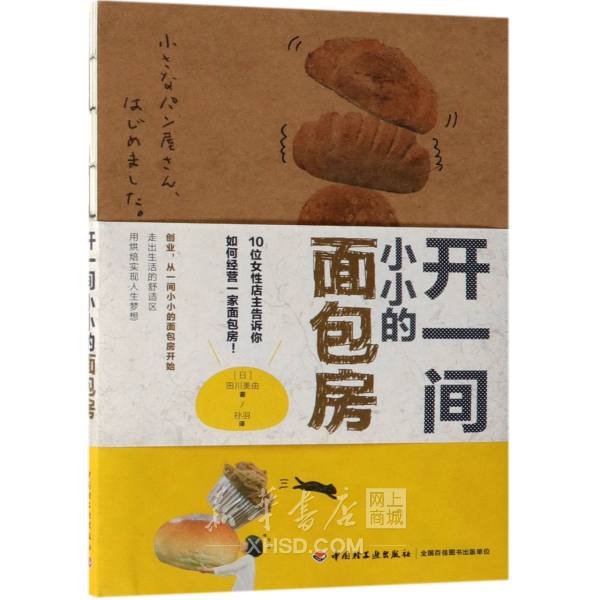 小さなパン屋さん、
はじめました。
开一间
小小的
面包房
10位女性店主告诉你
如何经营一家面包房！
创业，从一间小小的面包房开始
走出生活的舒适区
用烘焙实现人生梦想
［日］
田川美由
著
/
孙羽
译
开一间小小的面包房
新华书店
网上
商城
XHSD.COM
中国轻工业出版社
全国百佳图书出版单位